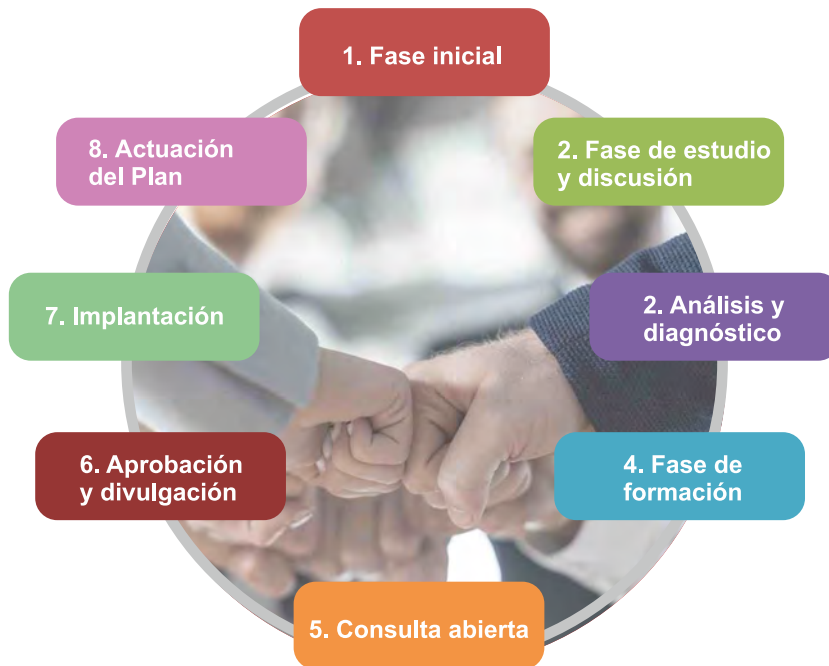 1. Fase inicial
2. Fase de estudio
y discusión
2. Análisis y
diagnóstico
4. Fase de
formación
5. Consulta abierta
6. Aprobación
y divulgación
7. Implantación
8. Actuación
del Plan